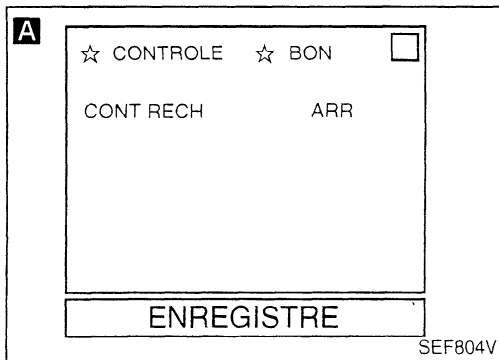 A
☆ CONTROLE ☆ BON
CONT RECH ARR
ENREGISTRE
SEF804V